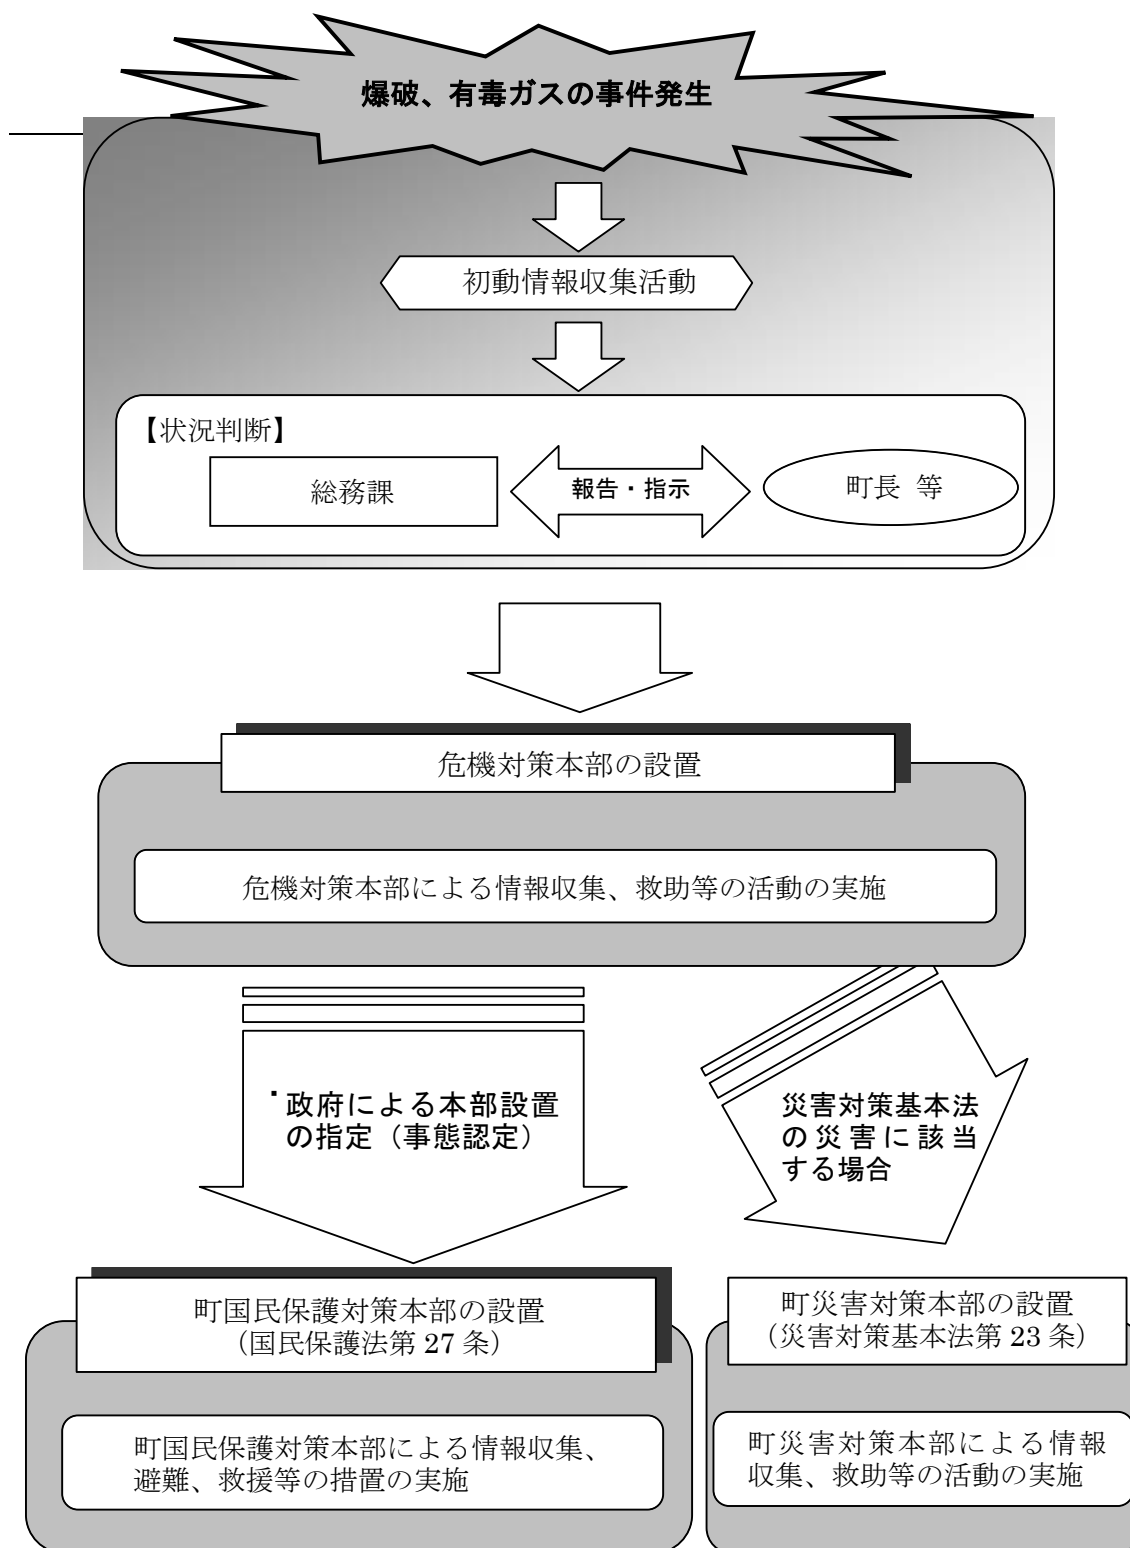 爆破、有毒ガスの事件発生
初動情報収集活動
【状況判断】
総務課
報告・指示
町長 等
危機対策本部の設置
危機対策本部による情報収集、救助等の活動の実施
・政府による本部設置
の指定（事態認定）
災害対策基本法
の災害に該当
する場合
町国民保護対策本部の設置
（国民保護法第 27 条）
町国民保護対策本部による情報収集、
避難、救援等の措置の実施
町災害対策本部の設置
（災害対策基本法第 23 条）
町災害対策本部による情報
収集、救助等の活動の実施